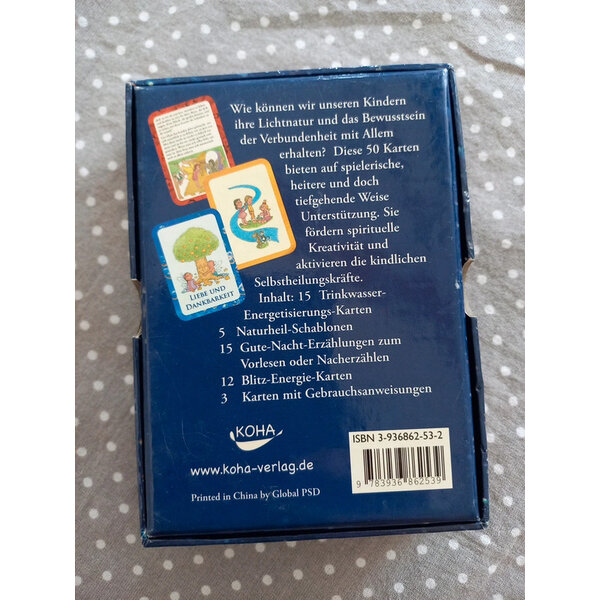 Wie können wir unseren Kindern
ihre Lichtnatur und das Bewusstsein
der Verbundenheit mit Allem
erhalten? Diese 50 Karten
bieten auf spielerische,
heitere und doch
tiefgehende Weise
Unterstützung. Sie
fördern spirituelle
Kreativität und
aktivieren die kindlichen
Selbstheilungskräfte.
Inhalt: 15 Trinkwasser-
Energetisierungs-Karten
5 Naturheil-Schablonen
15 Gute-Nacht-Erzählungen zum
Vorlesen oder Nacherzählen
12 Blitz-Energie-Karten
3 Karten mit Gebrauchsanweisungen
LIEBE UND
DANKBARKEIT
KOHA
www.koha-verlag.de
Printed in China by Global PSD
ISBN 3-936862-53-2
9 783936 862539